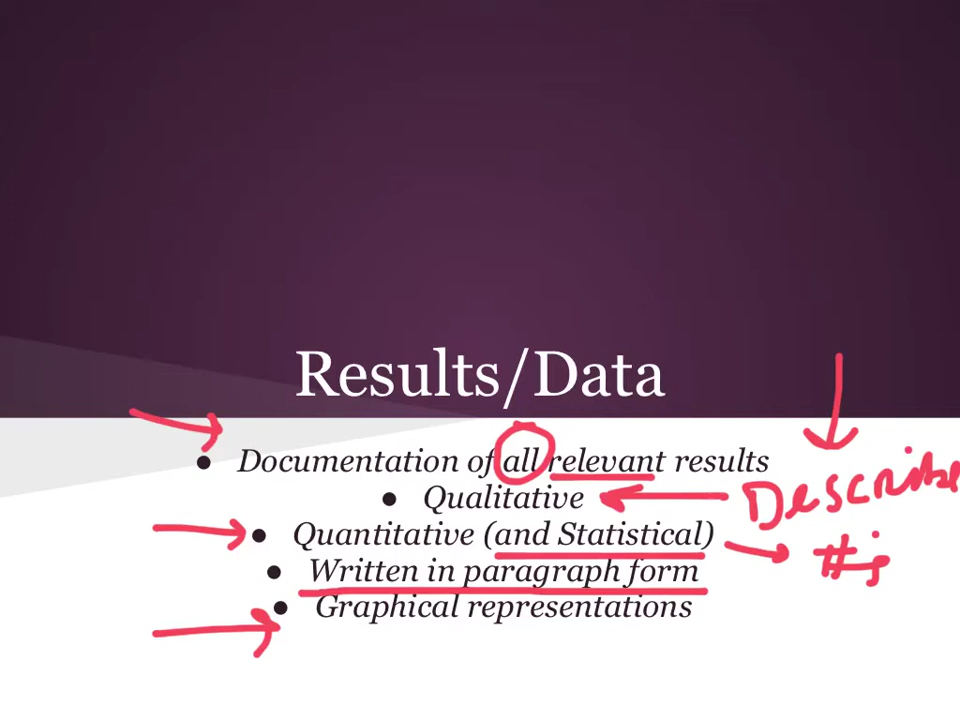 Results/Data
● Documentation of all relevant results
● Qualitative
Describe
● Quantitative (and Statistical)
#s
● Written in paragraph form
● Graphical representations